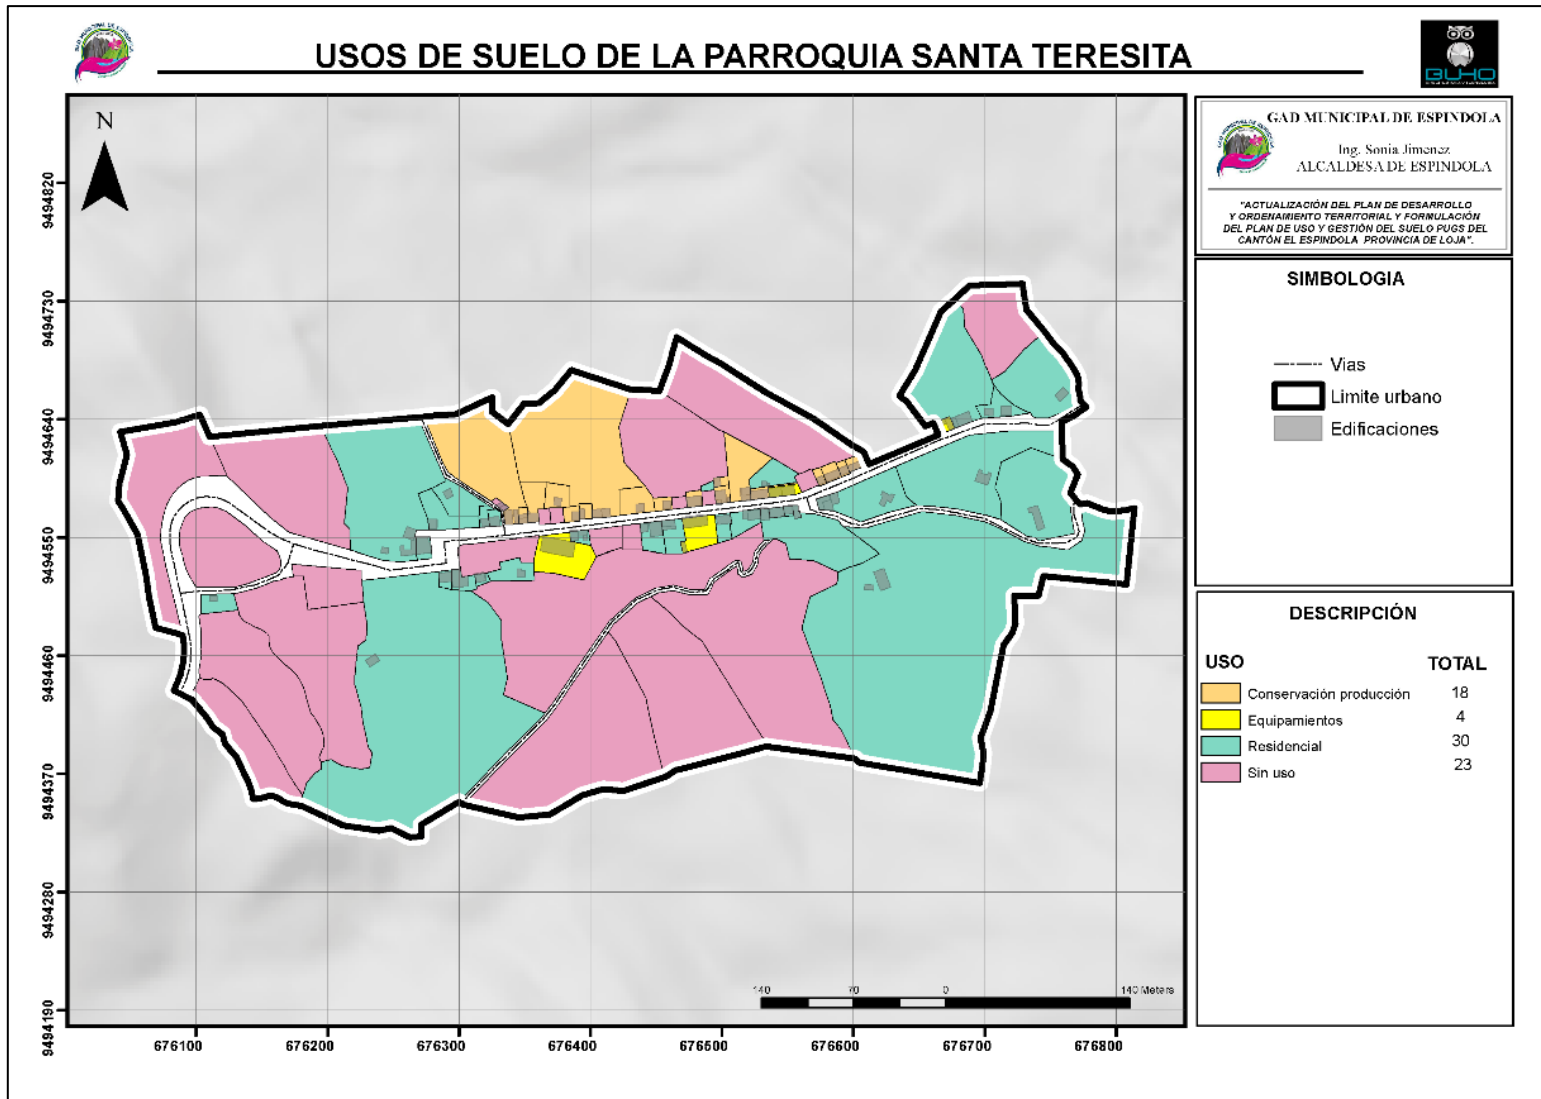 USOS DE SUELO DE LA PARROQUIA SANTA TERESITA
BUHO
GAD MUNICIPAL DE ESPINDOLA
Ing. Sonia Jimenez
ALCALDESA DE ESPINDOLA
"ACTUALIZACIÓN DEL PLAN DE DESARROLLO
Y ORDENAMIENTO TERRITORIAL Y FORMULACIÓN
DEL PLAN DE USO Y GESTIÓN DEL SUELO PUGS DEL
CANTÓN EL ESPINDOLA PROVINCIA DE LOJA".
SIMBOLOGIA
Vias
Limite urbano
Edificaciones
DESCRIPCIÓN
USO TOTAL
Conservación producción 18
Equipamientos 4
Residencial 30
Sin uso 23
N
9494820
9494730
9494640
9494550
9494460
9494370
9494280
9494190
140 70 0 140 Meters
676100 676200 676300 676400 676500 676600 676700 676800